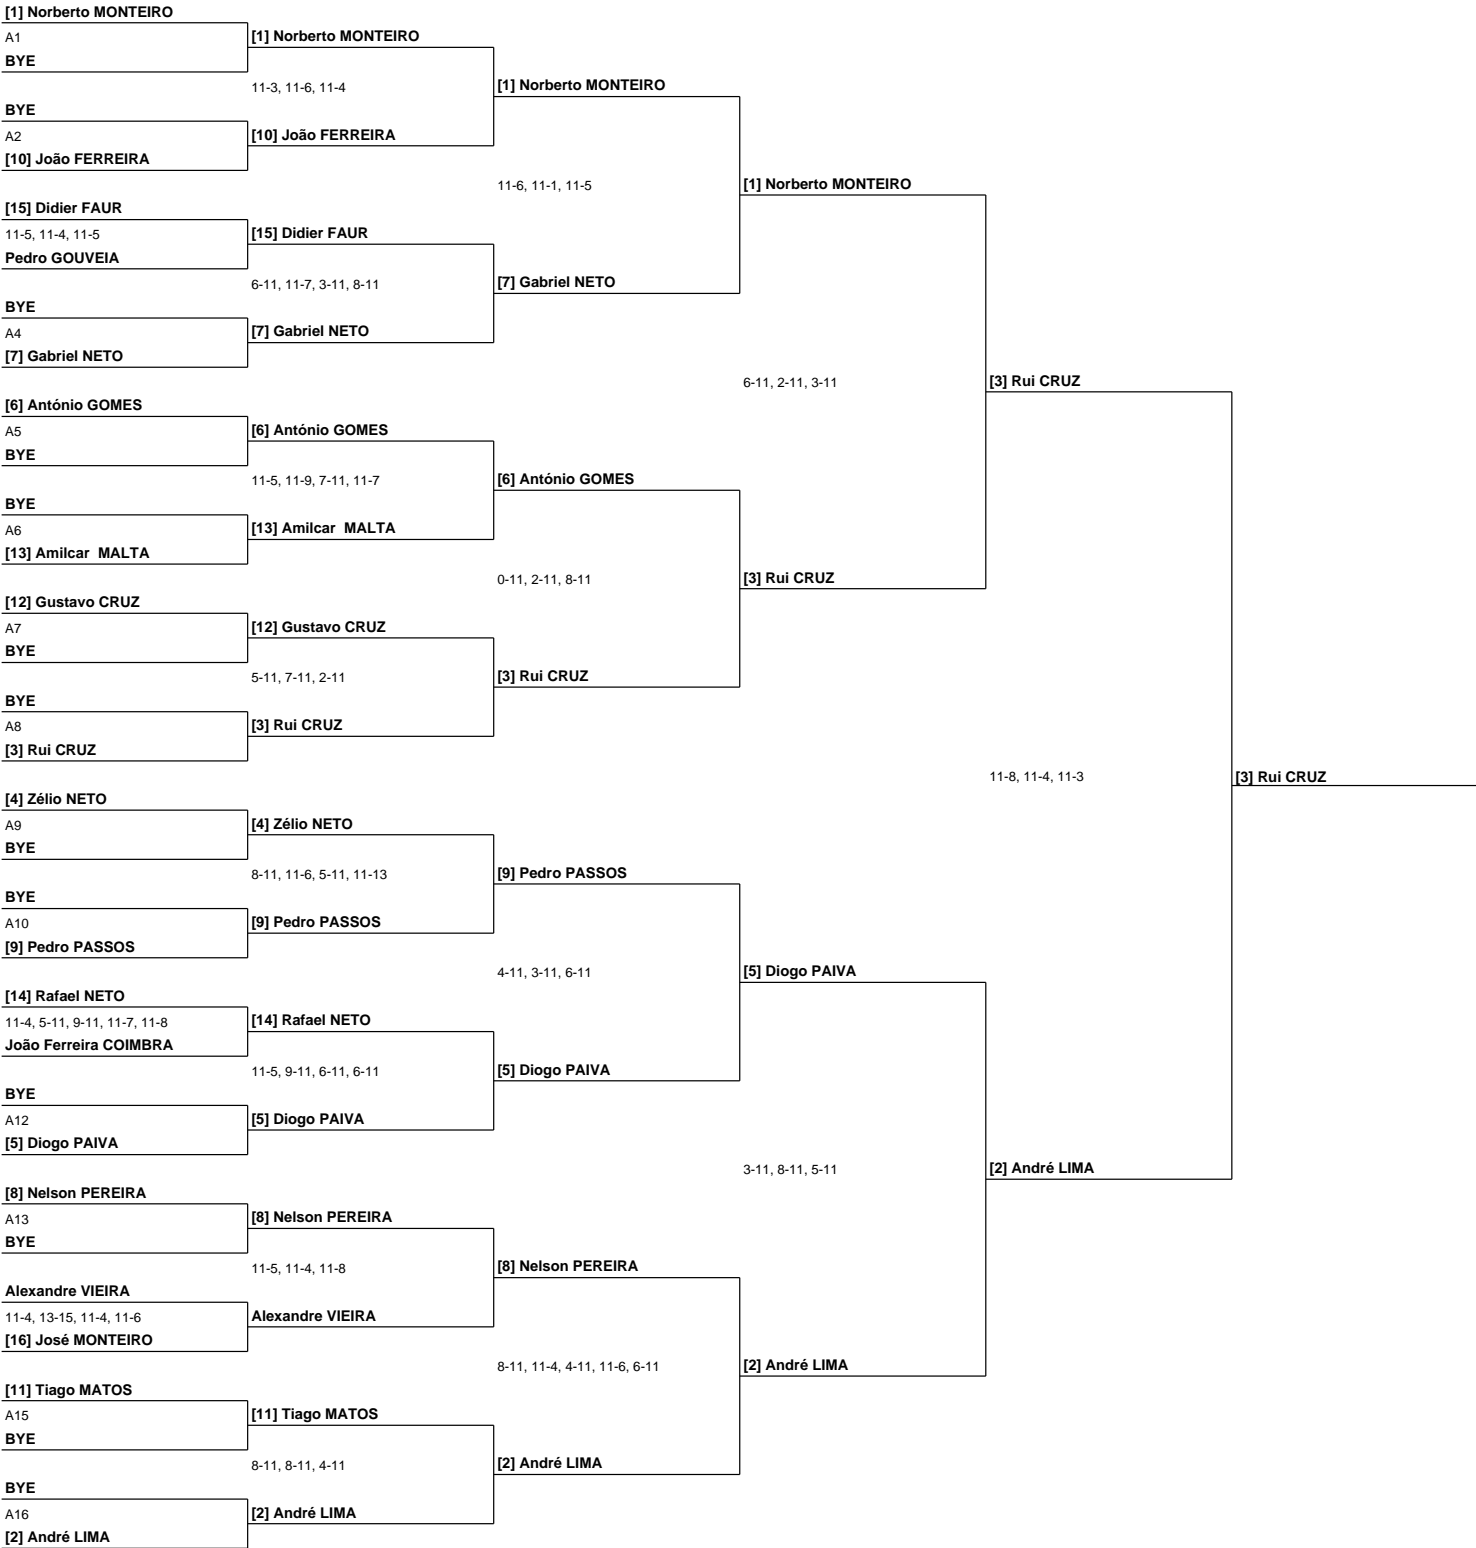 [1] Norberto MONTEIRO
A1
[1] Norberto MONTEIRO
BYE
11-3, 11-6, 11-4
[1] Norberto MONTEIRO
BYE
A2
[10] João FERREIRA
[10] João FERREIRA
11-6, 11-1, 11-5
[1] Norberto MONTEIRO
[15] Didier FAUR
11-5, 11-4, 11-5
[15] Didier FAUR
Pedro GOUVEIA
6-11, 11-7, 3-11, 8-11
[7] Gabriel NETO
BYE
A4
[7] Gabriel NETO
[7] Gabriel NETO
6-11, 2-11, 3-11
[3] Rui CRUZ
[6] António GOMES
A5
[6] António GOMES
BYE
11-5, 11-9, 7-11, 11-7
[6] António GOMES
BYE
A6
[13] Amilcar  MALTA
[13] Amilcar  MALTA
0-11, 2-11, 8-11
[3] Rui CRUZ
[12] Gustavo CRUZ
A7
[12] Gustavo CRUZ
BYE
5-11, 7-11, 2-11
[3] Rui CRUZ
BYE
A8
[3] Rui CRUZ
[3] Rui CRUZ
11-8, 11-4, 11-3
[3] Rui CRUZ
[4] Zélio NETO
A9
[4] Zélio NETO
BYE
8-11, 11-6, 5-11, 11-13
[9] Pedro PASSOS
BYE
A10
[9] Pedro PASSOS
[9] Pedro PASSOS
4-11, 3-11, 6-11
[5] Diogo PAIVA
[14] Rafael NETO
11-4, 5-11, 9-11, 11-7, 11-8
[14] Rafael NETO
João Ferreira COIMBRA
11-5, 9-11, 6-11, 6-11
[5] Diogo PAIVA
BYE
A12
[5] Diogo PAIVA
[5] Diogo PAIVA
3-11, 8-11, 5-11
[2] André LIMA
[8] Nelson PEREIRA
A13
[8] Nelson PEREIRA
BYE
11-5, 11-4, 11-8
[8] Nelson PEREIRA
Alexandre VIEIRA
11-4, 13-15, 11-4, 11-6
Alexandre VIEIRA
[16] José MONTEIRO
8-11, 11-4, 4-11, 11-6, 6-11
[2] André LIMA
[11] Tiago MATOS
A15
[11] Tiago MATOS
BYE
8-11, 8-11, 4-11
[2] André LIMA
BYE
A16
[2] André LIMA
[2] André LIMA